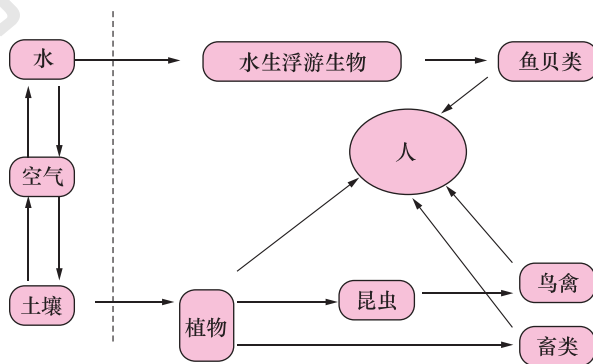 水
水生浮游生物
鱼贝类
人
空气
土壤
植物
昆虫
鸟禽
畜类